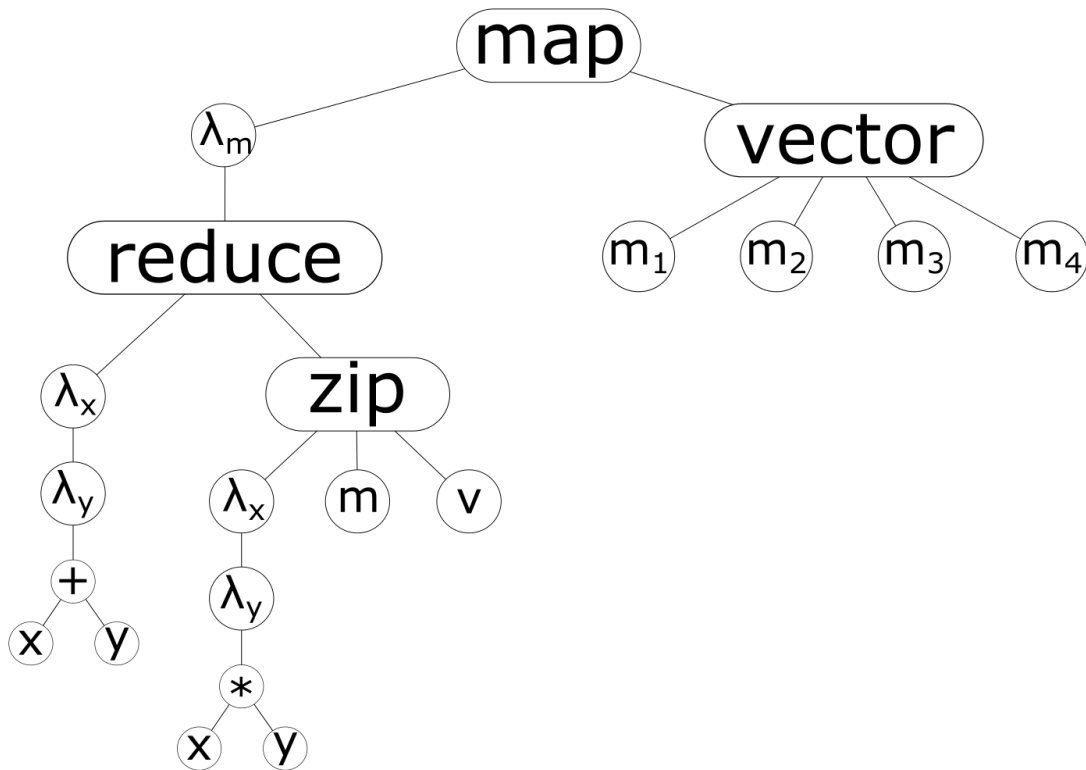 map
λm
vector
reduce
m1 m2 m3 m4
λx zip
λy λx m v
+ λy
x y
*
x y